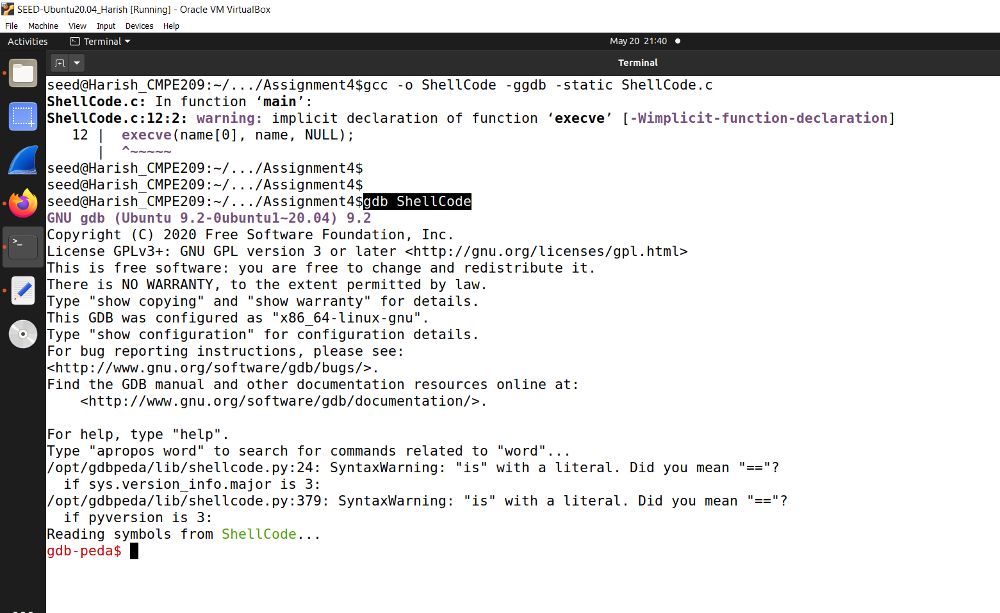 SEED-Ubuntu20.04_Harish [Running] - Oracle VM VirtualBox
File Machine View Input Devices Help
Activities Terminal May 20 21:40
Terminal
seed@Harish_CMPE209:~/.../Assignment4$gcc -o ShellCode -ggdb -static ShellCode.c
ShellCode.c: In function ‘main’:
ShellCode.c:12:2: warning: implicit declaration of function ‘execve’ [-Wimplicit-function-declaration]
   12 |  execve(name[0], name, NULL);
      |  ^~~~~~
seed@Harish_CMPE209:~/.../Assignment4$
seed@Harish_CMPE209:~/.../Assignment4$
seed@Harish_CMPE209:~/.../Assignment4$gdb ShellCode
GNU gdb (Ubuntu 9.2-0ubuntu1~20.04) 9.2
Copyright (C) 2020 Free Software Foundation, Inc.
License GPLv3+: GNU GPL version 3 or later <http://gnu.org/licenses/gpl.html>
This is free software: you are free to change and redistribute it.
There is NO WARRANTY, to the extent permitted by law.
Type "show copying" and "show warranty" for details.
This GDB was configured as "x86_64-linux-gnu".
Type "show configuration" for configuration details.
For bug reporting instructions, please see:
<http://www.gnu.org/software/gdb/bugs/>.
Find the GDB manual and other documentation resources online at:
    <http://www.gnu.org/software/gdb/documentation/>.
For help, type "help".
Type "apropos word" to search for commands related to "word"...
/opt/gdbpeda/lib/shellcode.py:24: SyntaxWarning: "is" with a literal. Did you mean "=="?
  if sys.version_info.major is 3:
/opt/gdbpeda/lib/shellcode.py:379: SyntaxWarning: "is" with a literal. Did you mean "=="?
  if pyversion is 3:
Reading symbols from ShellCode...
gdb-peda$